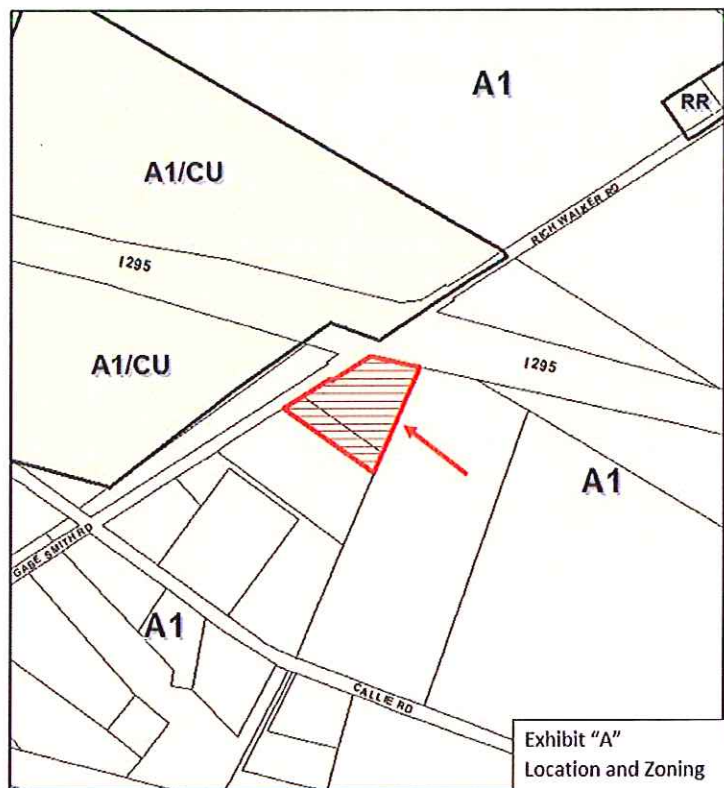 A1
RR
A1/CU
RICH WALKER RD
I295
A1/CU
I295
A1
GABE SMITH RD
A1
CALLIE RD
Exhibit "A"
Location and Zoning